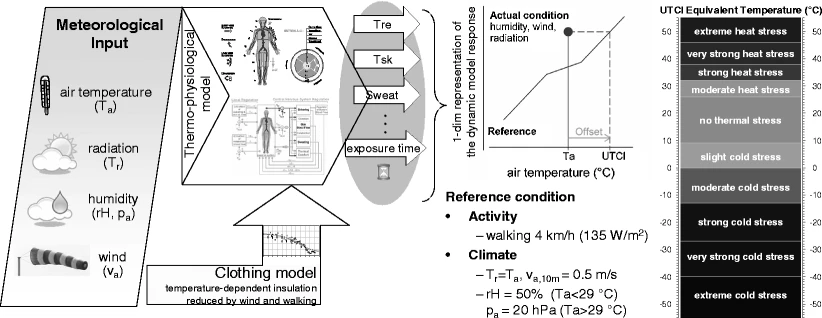 Meteorological
Input
air temperature
(Ta)
radiation
(Tr)
humidity
(rH, pa)
wind
(va)
Thermo-physiological
model
Clothing model
temperature-dependent insulation
reduced by wind and walking
Tre
Tsk
Sweat
exposure time
1-dim representation of
the dynamic model response
Actual condition
humidity, wind,
radiation
Reference
Offset
Ta UTCI
air temperature (°C)
Reference condition
• Activity
– walking 4 km/h (135 W/m²)
• Climate
– Tr=Ta, va,10m = 0.5 m/s
– rH = 50% (Ta<29 °C)
pa = 20 hPa (Ta>29 °C)
UTCI Equivalent Temperature (°C)
50 extreme heat stress 50
40 very strong heat stress 40
strong heat stress
30 moderate heat stress 30
20 no thermal stress 20
10 10
slight cold stress
0 0
-10 moderate cold stress -10
-20 strong cold stress -20
-30 very strong cold stress -30
-40 -40
extreme cold stress
-50 -50